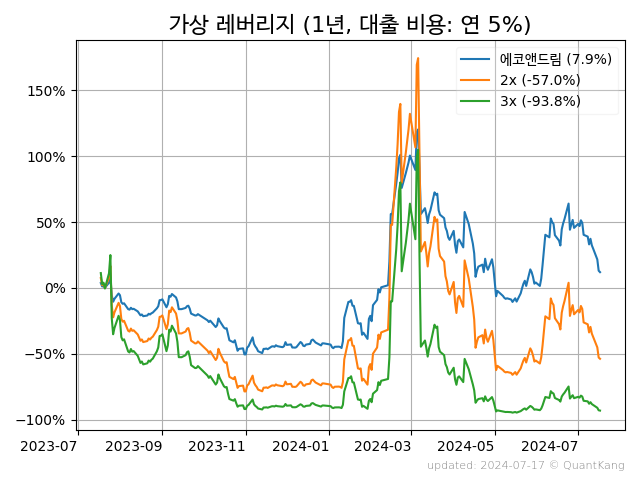 가상 레버리지 (1년, 대출 비용: 연 5%)
에코앤드림 (7.9%)
2x (-57.0%)
3x (-93.8%)
150%
100%
50%
0%
−50%
−100%
2023-07 2023-09 2023-11 2024-01 2024-03 2024-05 2024-07
updated: 2024-07-17 © QuantKang